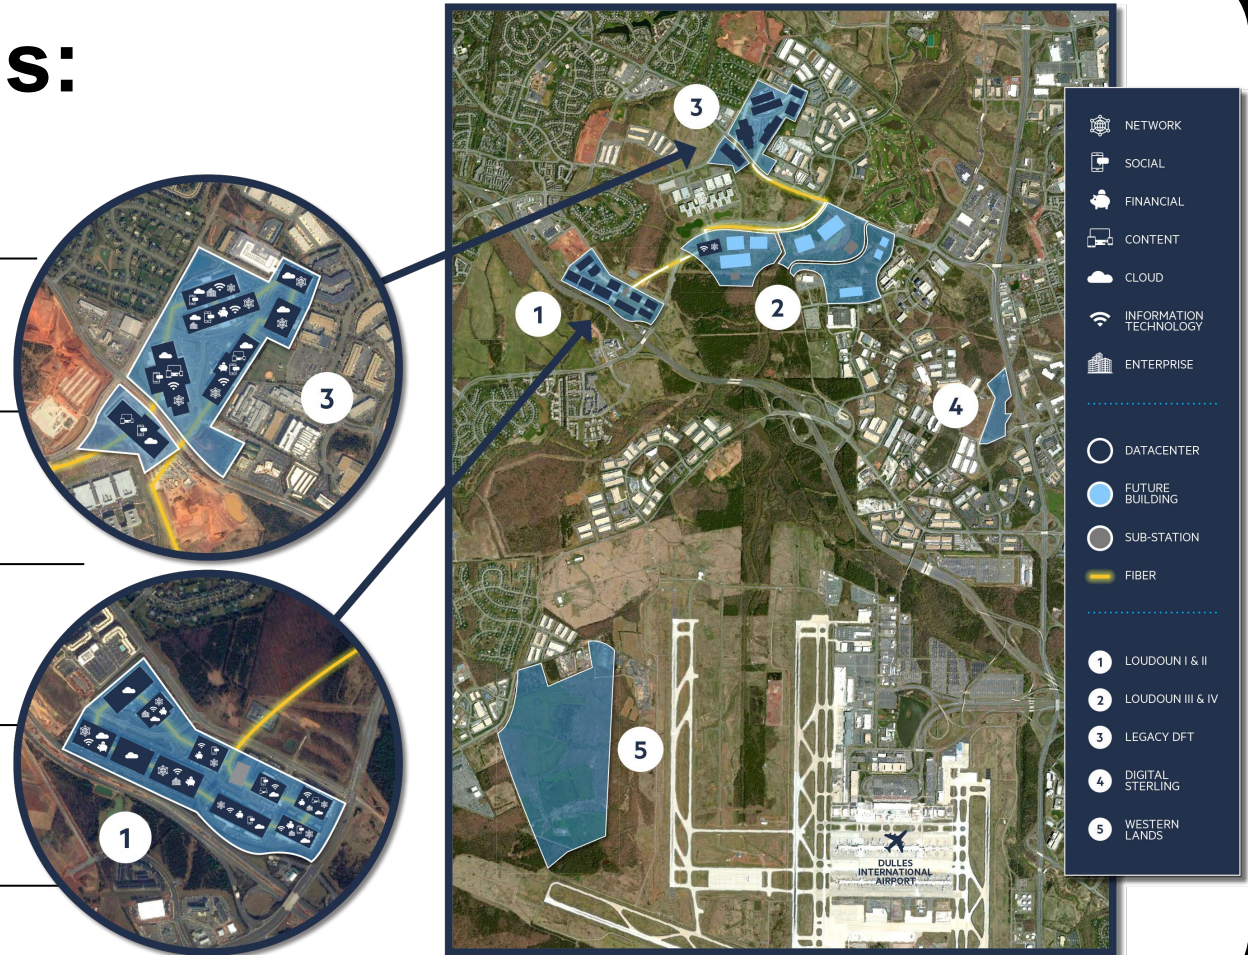 s:
3
1
2
4
5
3
1
DULLES
INTERNATIONAL
AIRPORT
NETWORK
SOCIAL
FINANCIAL
CONTENT
CLOUD
INFORMATION
TECHNOLOGY
ENTERPRISE
DATACENTER
FUTURE
BUILDING
SUB-STATION
FIBER
1 LOUDOUN I & II
2 LOUDOUN III & IV
3 LEGACY DFT
4 DIGITAL
STERLING
5 WESTERN
LANDS